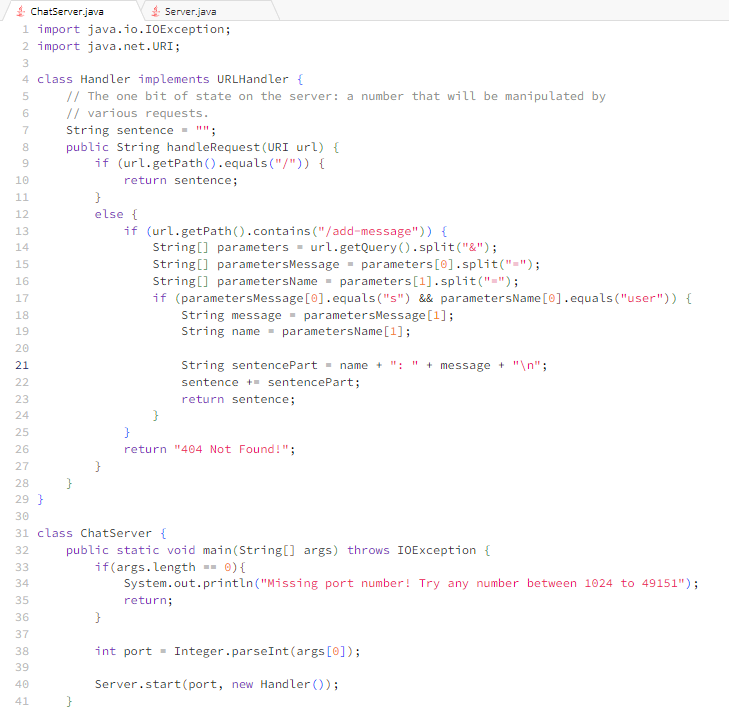 ChatServer.java Server.java
1 import java.io.IOException;
2 import java.net.URI;
3
4 class Handler implements URLHandler {
5     // The one bit of state on the server: a number that will be manipulated by
6     // various requests.
7     String sentence = "";
8     public String handleRequest(URI url) {
9         if (url.getPath().equals("/")) {
10             return sentence;
11         }
12         else {
13             if (url.getPath().contains("/add-message")) {
14                 String[] parameters = url.getQuery().split("&");
15                 String[] parametersMessage = parameters[0].split("=");
16                 String[] parametersName = parameters[1].split("=");
17                 if (parametersMessage[0].equals("s") && parametersName[0].equals("user")) {
18                     String message = parametersMessage[1];
19                     String name = parametersName[1];
20
21                     String sentencePart = name + ": " + message + "\n";
22                     sentence += sentencePart;
23                     return sentence;
24                 }
25             }
26             return "404 Not Found!";
27         }
28     }
29 }
30
31 class ChatServer {
32     public static void main(String[] args) throws IOException {
33         if(args.length == 0){
34             System.out.println("Missing port number! Try any number between 1024 to 49151");
35             return;
36         }
37
38         int port = Integer.parseInt(args[0]);
39
40         Server.start(port, new Handler());
41     }